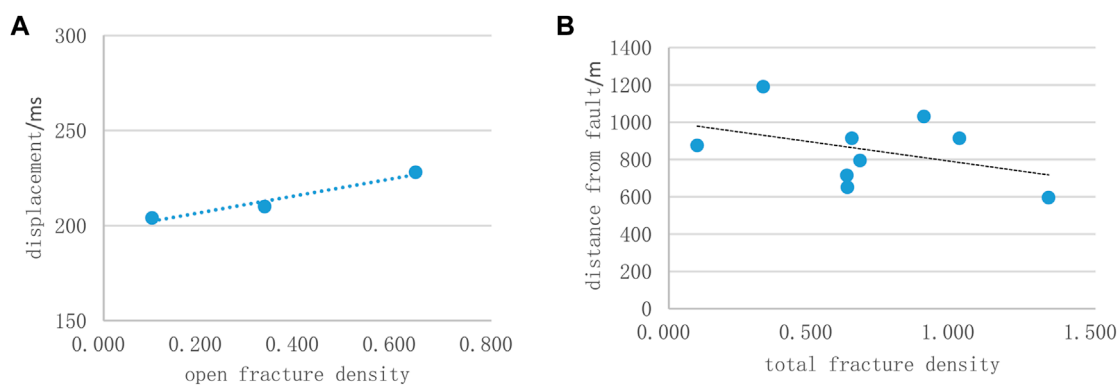 A
300
250
200
150
0.000 0.200 0.400 0.600 0.800
displacement/ms
open fracture density
B
1400
1200
1000
800
600
400
200
0
0.000 0.500 1.000 1.500
distance from fault/m
total fracture density